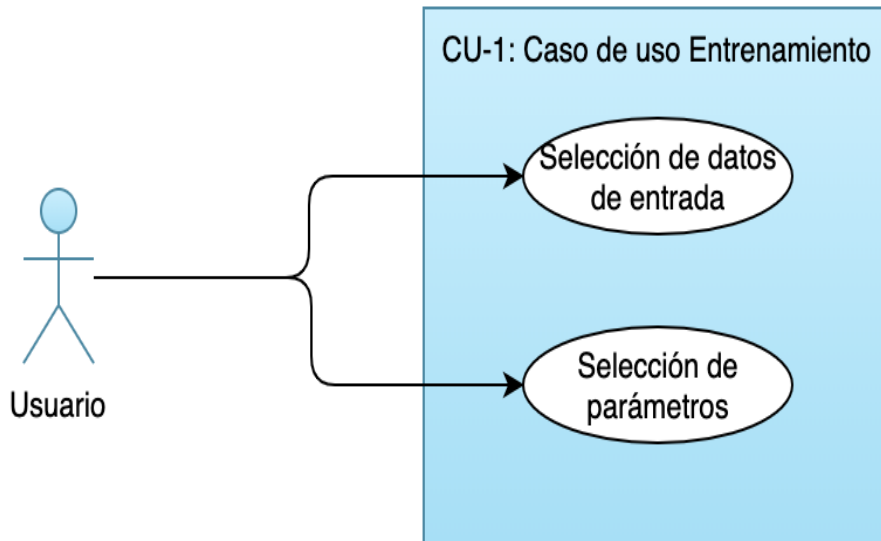 CU-1: Caso de uso Entrenamiento
Selección de datos
de entrada
Selección de
parámetros
Usuario